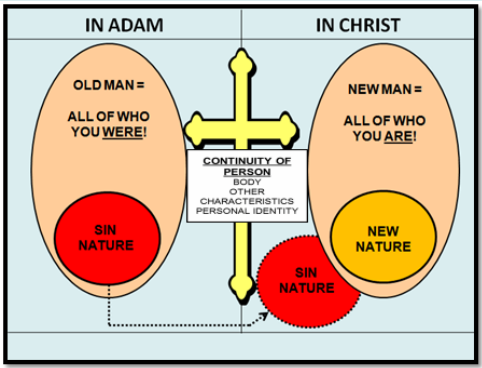 IN ADAM
IN CHRIST
OLD MAN =
ALL OF WHO
YOU WERE!
SIN
NATURE
CONTINUITY OF
PERSON
BODY
OTHER
CHARACTERISTICS
PERSONAL IDENTITY
NEW MAN =
ALL OF WHO
YOU ARE!
NEW
NATURE
SIN
NATURE